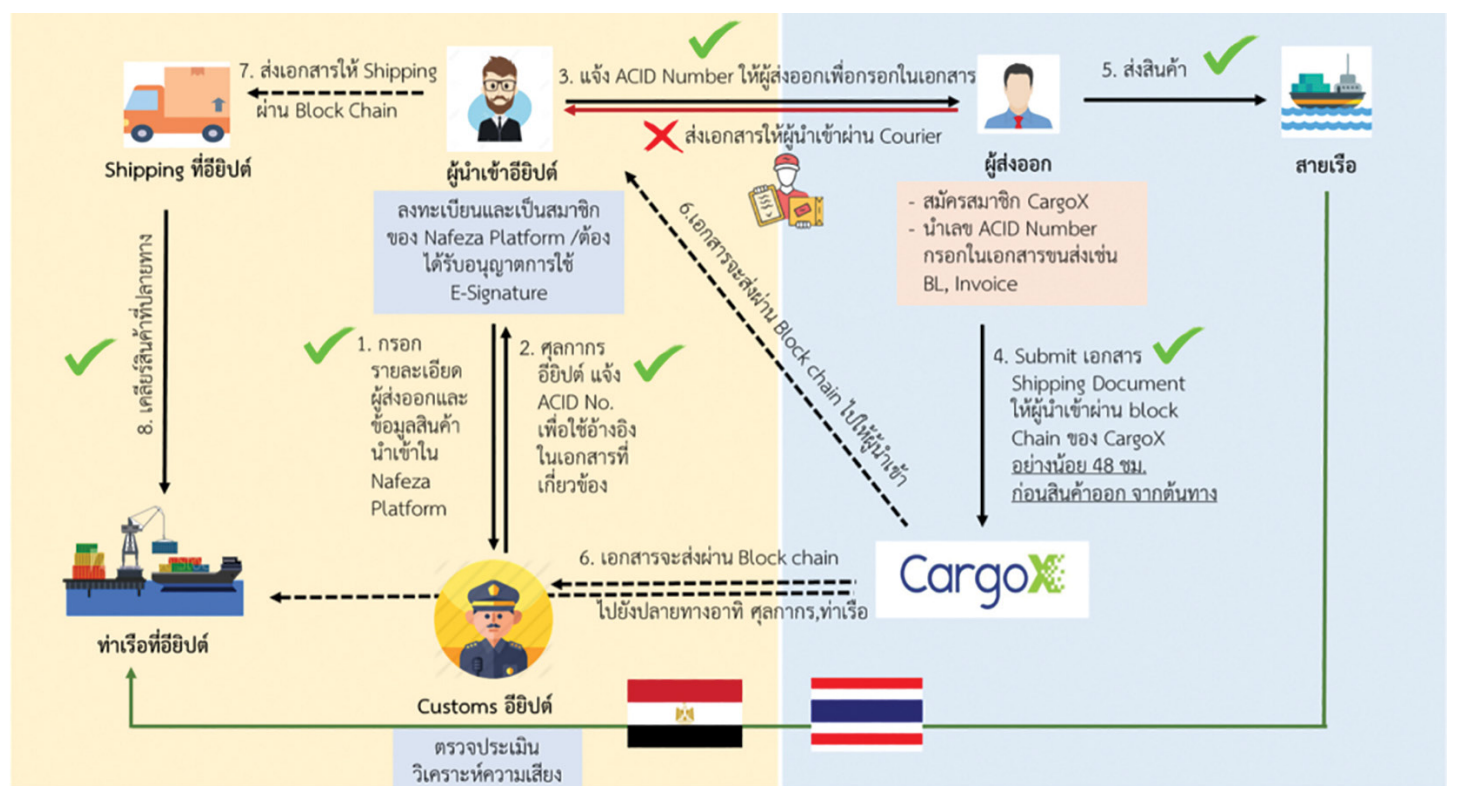 7. ส่งเอกสารให้ Shipping
ผ่าน Block Chain
Shipping ที่อียิปต์
ผู้นำเข้าอียิปต์
3. แจ้ง ACID Number ให้ผู้ส่งออกเพื่อกรอกในเอกสาร
ส่งเอกสารให้ผู้นำเข้าผ่าน Courier
ผู้ส่งออก
5. ส่งสินค้า
สายเรือ
ลงทะเบียนและเป็นสมาชิก
ของ Nafeza Platform /ต้อง
ได้รับอนุญาตการใช้
E-Signature
- สมัครสมาชิก CargoX
- นำเลข ACID Number
กรอกในเอกสารขนส่งเช่น
BL, Invoice
8. เคลียร์สินค้าที่ปลายทาง
1. กรอก
รายละเอียด
ผู้ส่งออกและ
ข้อมูลสินค้า
นำเข้าใน
Nafeza
Platform
2. ศุลกากร
อียิปต์ แจ้ง
ACID No.
เพื่อใช้อ้างอิง
ในเอกสารที่
เกี่ยวข้อง
6.เอกสารจะส่งผ่าน Block chain ไปให้ผู้นำเข้า
4. Submit เอกสาร
Shipping Document
ให้ผู้นำเข้าผ่าน block
Chain ของ CargoX
อย่างน้อย 48 ชม.
ก่อนสินค้าออก จากต้นทาง
6. เอกสารจะส่งผ่าน Block chain
ไปยังปลายทางอาทิ ศุลกากร,ท่าเรือ
CargoX
ท่าเรือที่อียิปต์
Customs อียิปต์
ตรวจประเมิน
วิเคราะห์ความเสียง